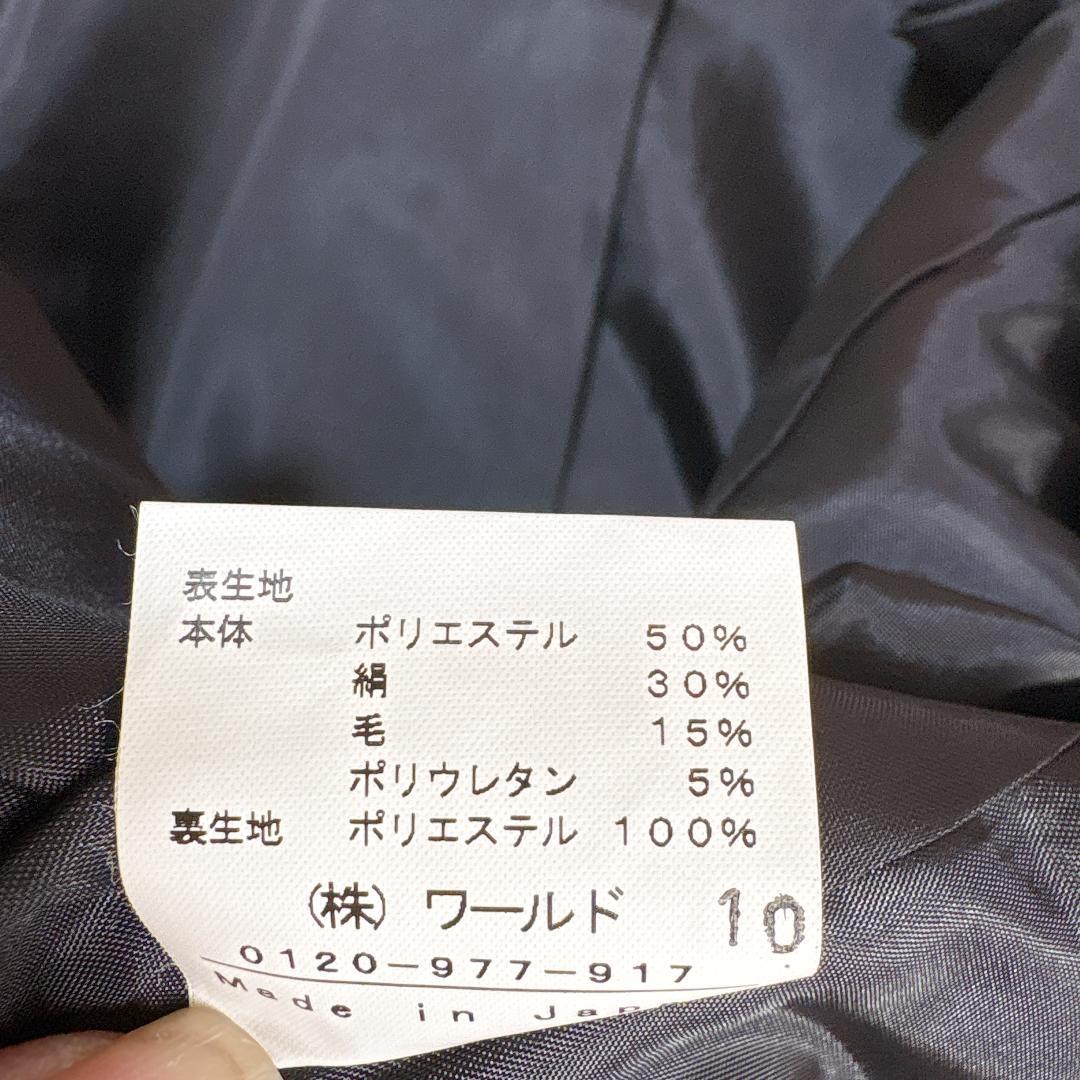 表生地
本体 ポリエステル 50%
絹 30%
毛 15%
ポリウレタン 5%
裏生地 ポリエステル 100%
(株) ワールド 10
0120-977-917
Made in